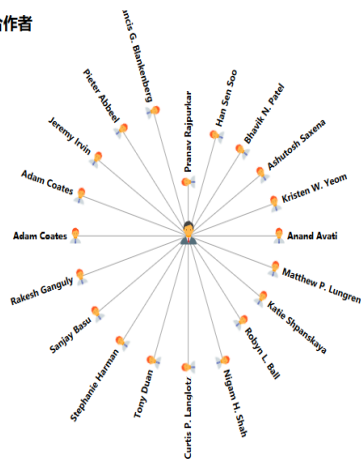 作者
ncis G. Blankenberg
Pranav Rajpurkar
Han Sen Soo
Bhavik N. Patel
Ashutosh Saxena
Kristen W. Yeom
Anand Avati
Matthew P. Lungren
Katie Shpanskaya
Robyn L. Ball
Nigam H. Shah
Curtis P. Langlotz
Tony Duan
Stephanie Harman
Sanjay Basu
Rakesh Ganguly
Adam Coates
Adam Coates
Jeremy Irvin
Pieter Abbeel